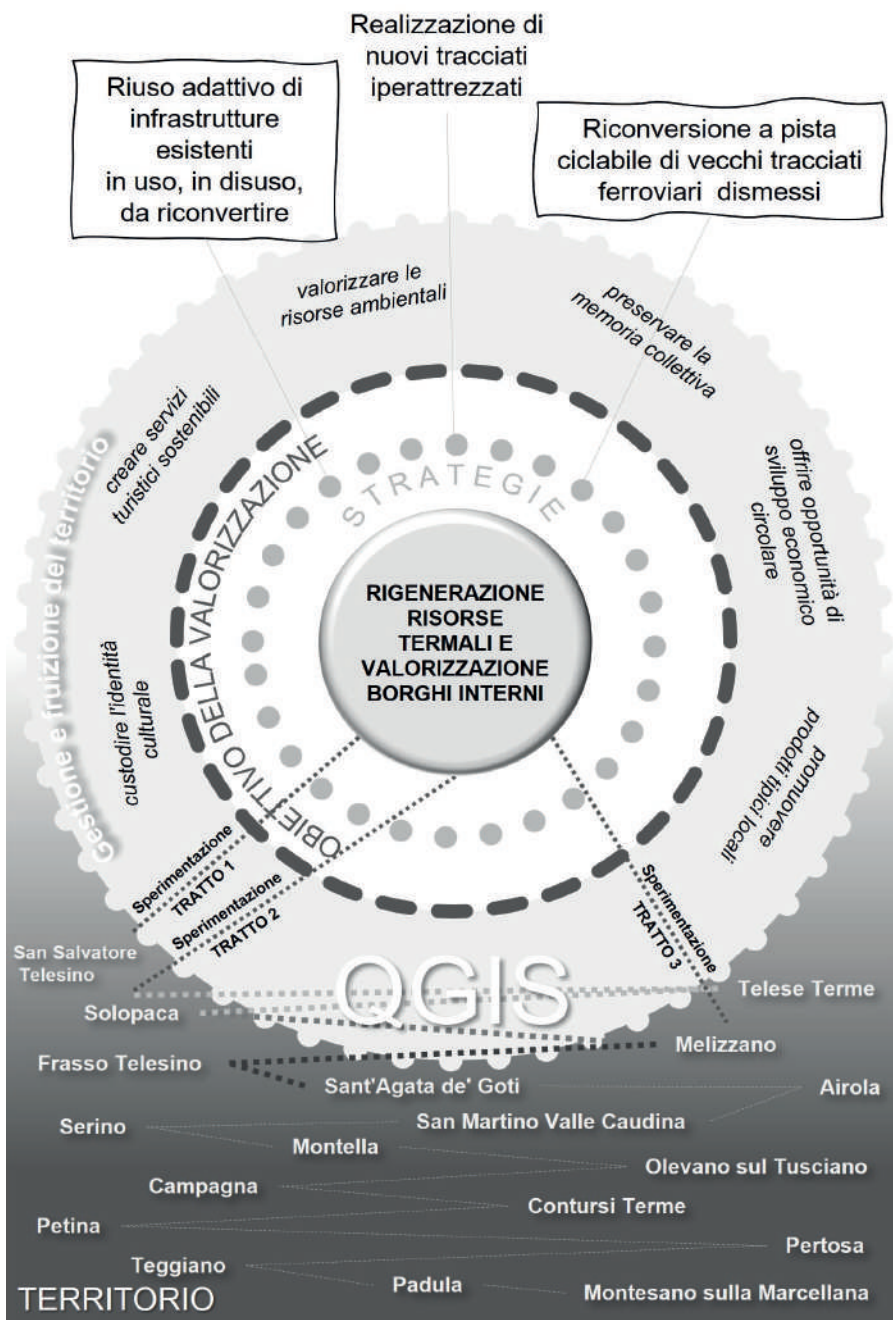 Realizzazione di
nuovi tracciati
iperattrezzati
Riuso adattivo di
infrastrutture
esistenti
in uso, in disuso,
da riconvertire
Riconversione a pista
ciclabile di vecchi tracciati
ferroviari dismessi
valorizzare le
risorse ambientali
preservare la
memoria collettiva
creare servizi
turistici sostenibili
offrire opportunità di
sviluppo economico
circolare
custodire l'identità
culturale
promuovere
prodotti tipici locali
Gestione e fruizione del territorio
OBIETTIVO DELLA VALORIZZAZIONE
STRATEGIE
RIGENERAZIONE
RISORSE
TERMALI E
VALORIZZAZIONE
BORGHI INTERNI
Sperimentazione
TRATTO 1
Sperimentazione
TRATTO 2
Sperimentazione
TRATTO 3
QGIS
San Salvatore
Telesino
Telese Terme
Solopaca
Melizzano
Frasso Telesino
Sant'Agata de' Goti
Airola
San Martino Valle Caudina
Serino
Montella
Olevano sul Tusciano
Campagna
Contursi Terme
Petina
Pertosa
Teggiano
Padula
Montesano sulla Marcellana
TERRITORIO